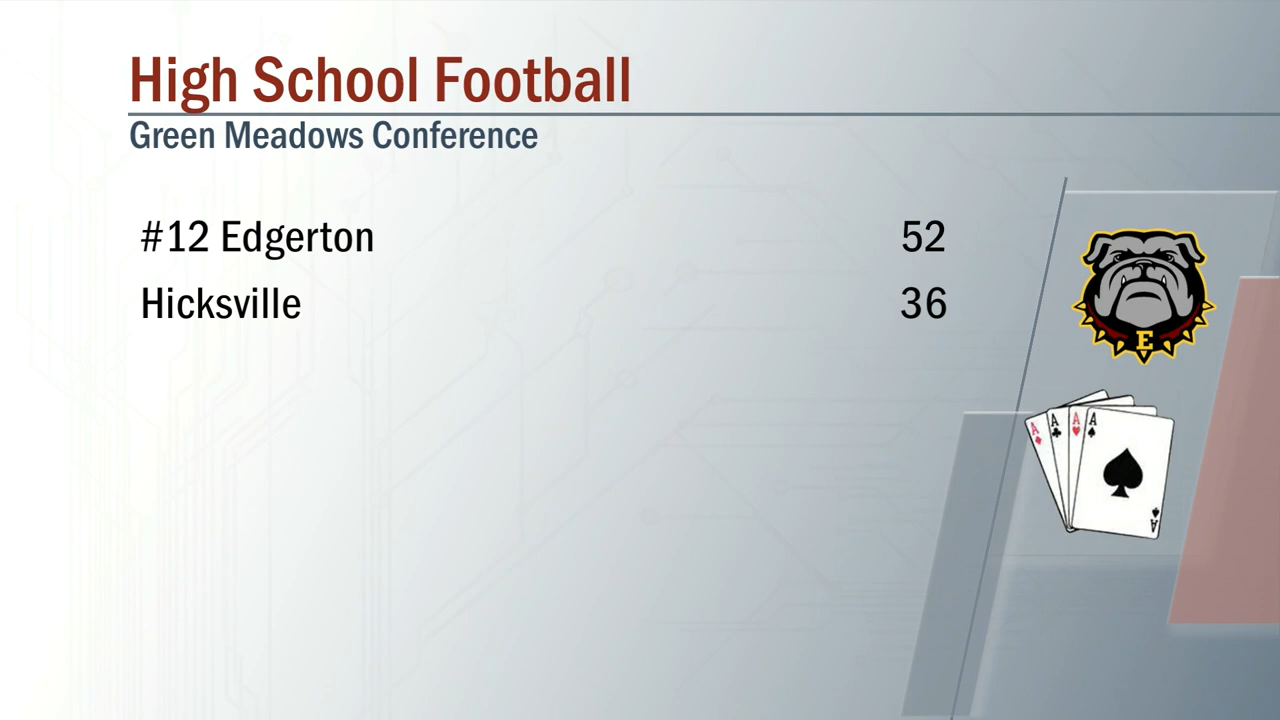 High School Football
Green Meadows Conference
#12 Edgerton 52
Hicksville 36
E
A A A A
A